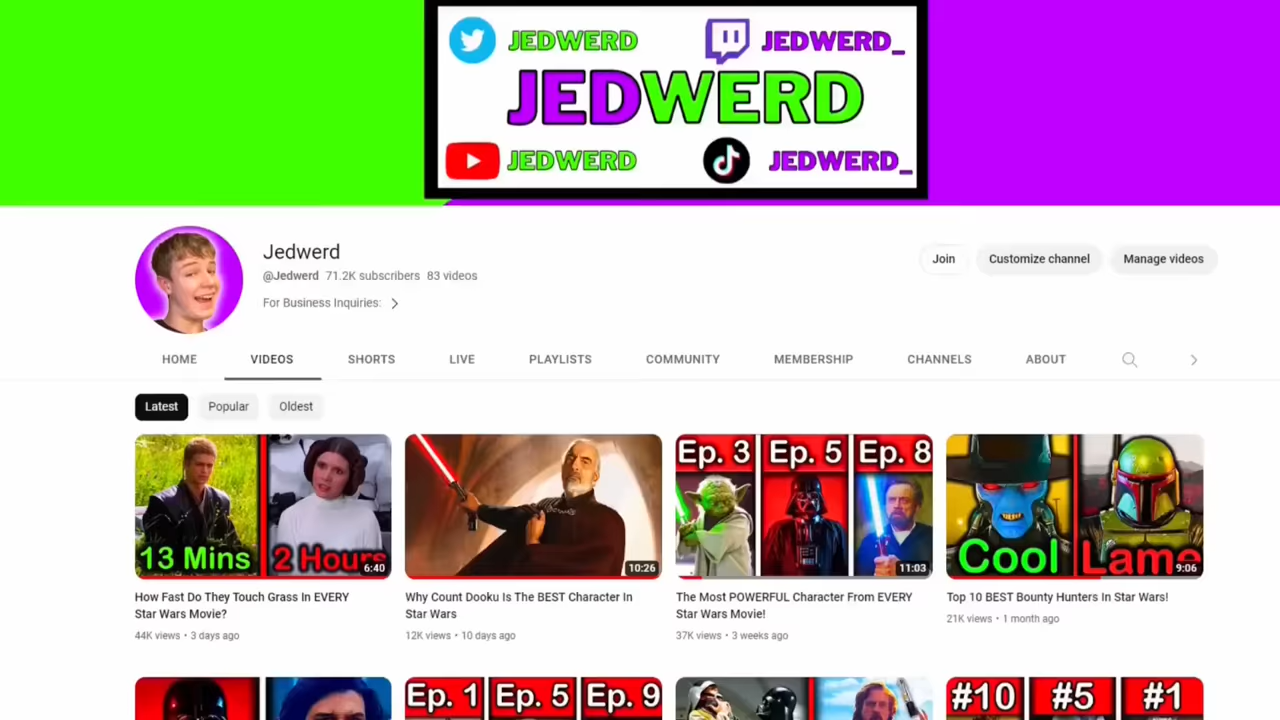 JEDWERD
JEDWERD_
JEDWERD
JEDWERD
JEDWERD_
Jedwerd
@Jedwerd 71.2K subscribers 83 videos
For Business Inquiries:
Join
Customize channel
Manage videos
HOME
VIDEOS
SHORTS
LIVE
PLAYLISTS
COMMUNITY
MEMBERSHIP
CHANNELS
ABOUT
Latest
Popular
Oldest
13 Mins
2 Hours
6:40
10:26
Ep. 3
Ep. 5
Ep. 8
11:03
Cool
Lame
9:06
How Fast Do They Touch Grass In EVERY
Star Wars Movie?
44K views • 3 days ago
Why Count Dooku Is The BEST Character In
Star Wars
12K views • 10 days ago
The Most POWERFUL Character From EVERY
Star Wars Movie!
37K views • 3 weeks ago
Top 10 BEST Bounty Hunters In Star Wars!
21K views • 1 month ago
Ep. 1
Ep. 5
Ep. 9
#10
#5
#1